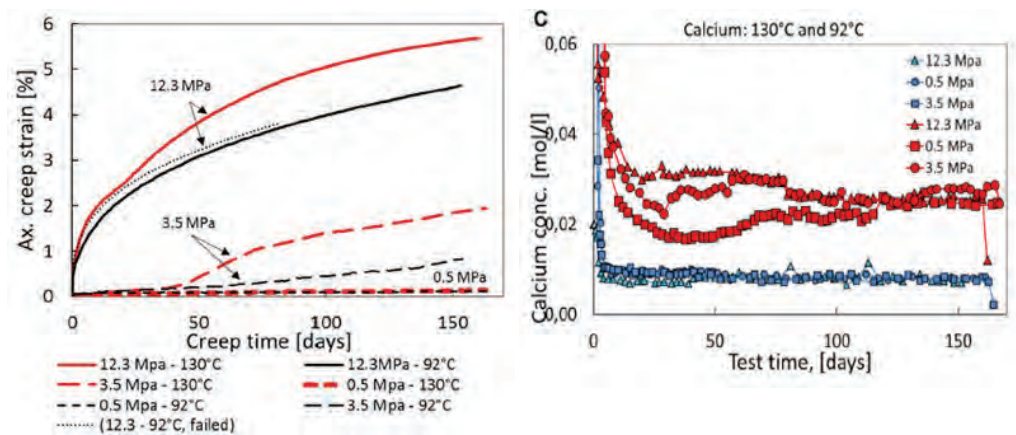 6
5
4
3
2
1
0
Ax. creep strain [%]
12.3 MPa
3.5 MPa
0.5 MPa
0 50 100 150
Creep time [days]
12.3 Mpa - 130°C
12.3MPa - 92°C
3.5 Mpa - 130°C
0.5 Mpa - 130°C
0.5 Mpa - 92°C
3.5 Mpa - 92°C
(12.3 - 92°C, failed)
C
Calcium: 130°C and 92°C
0,06
0,04
0,02
0,00
Calcium conc. [mol/l]
12.3 Mpa
0.5 Mpa
3.5 Mpa
12.3 MPa
0.5 MPa
3.5 MPa
0 50 100 150
Test time, [days]